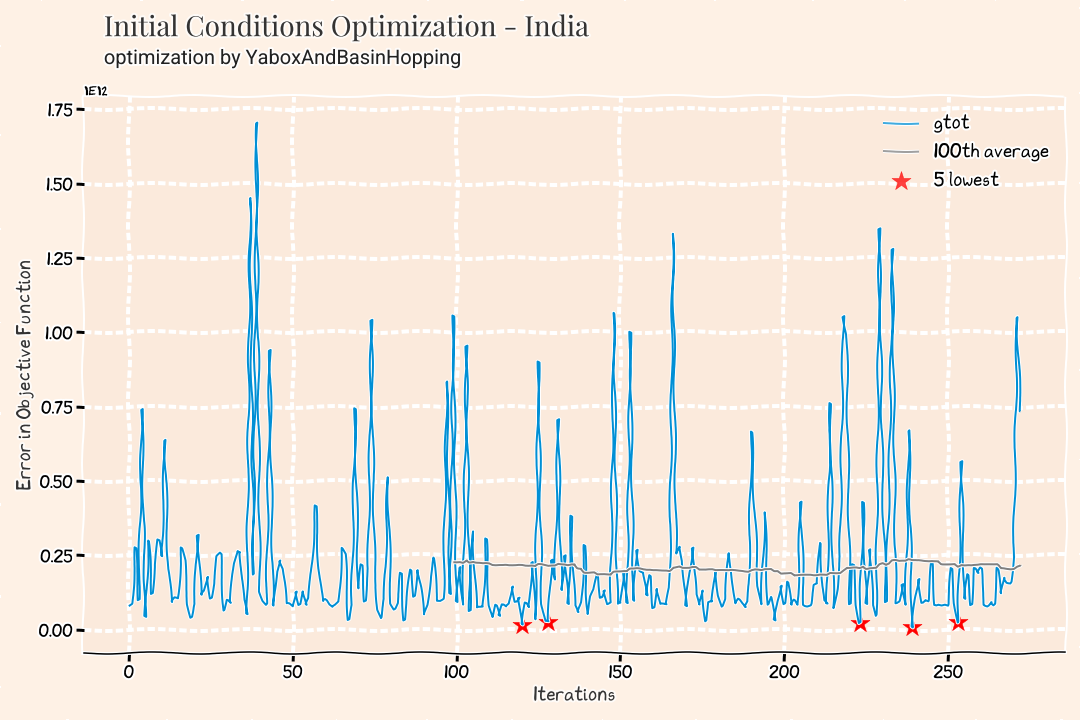 Initial Conditions Optimization - India
optimization by YaboxAndBasinHopping
1E12
1.75
1.50
1.25
1.00
0.75
0.50
0.25
0.00
Error in Objective Function
gtot
100th average
5 lowest
0 50 100 150 200 250
Iterations